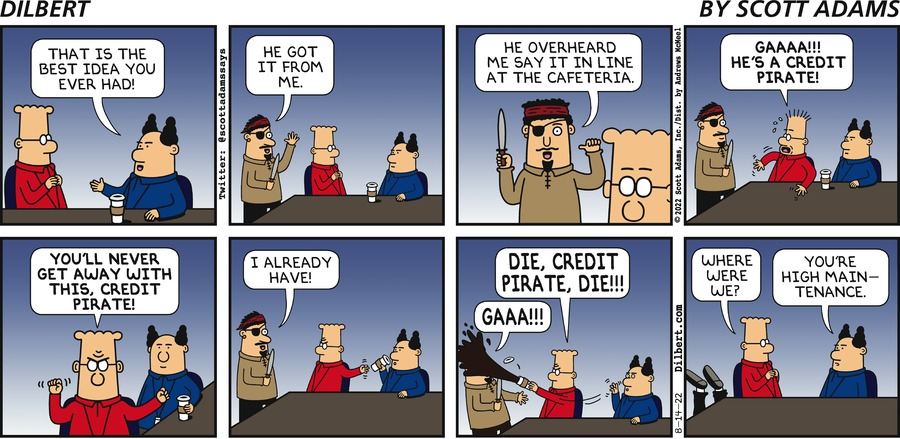 DILBERT
BY SCOTT ADAMS
THAT IS THE
BEST IDEA YOU
EVER HAD!
Twitter: @scottadamssays
HE GOT
IT FROM
ME.
HE OVERHEARD
ME SAY IT IN LINE
AT THE CAFETERIA.
© 2022 Scott Adams, Inc./Dist. by Andrews McMeel
GAAAA!!!
HE'S A CREDIT
PIRATE!
YOU'LL NEVER
GET AWAY WITH
THIS, CREDIT
PIRATE!
I ALREADY
HAVE!
DIE, CREDIT
PIRATE, DIE!!!
GAAA!!!
8-14-22 Dilbert.com
WHERE
WERE
WE?
YOU'RE
HIGH MAIN-
TENANCE.